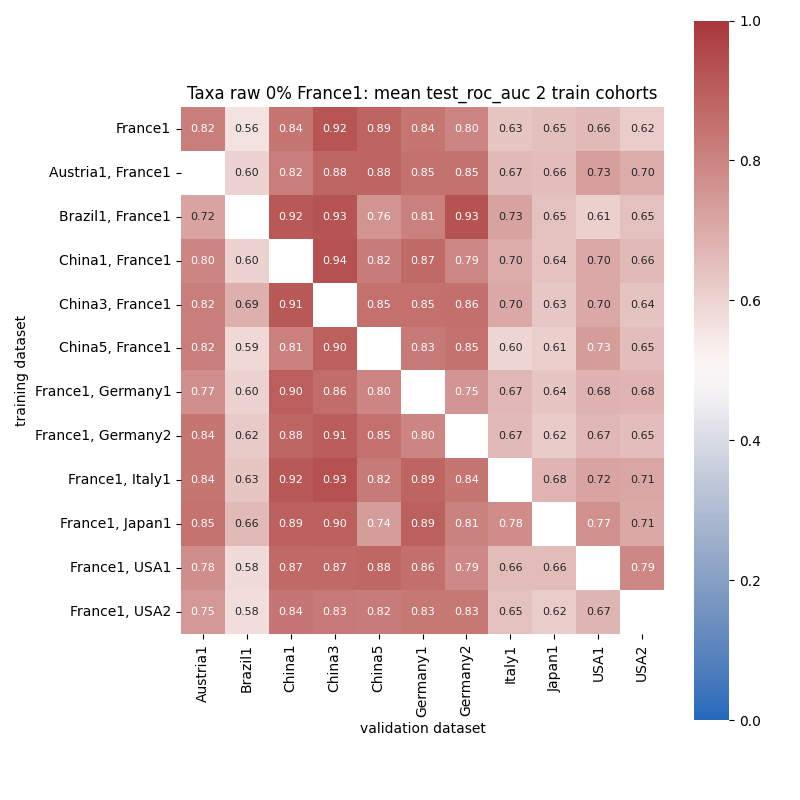 Taxa raw 0% France1: mean test_roc_auc 2 train cohorts
France1 0.82 0.56 0.84 0.92 0.89 0.84 0.80 0.63 0.65 0.66 0.62
Austria1, France1 0.60 0.82 0.88 0.88 0.85 0.85 0.67 0.66 0.73 0.70
Brazil1, France1 0.72 0.92 0.93 0.76 0.81 0.93 0.73 0.65 0.61 0.65
China1, France1 0.80 0.60 0.94 0.82 0.87 0.79 0.70 0.64 0.70 0.66
China3, France1 0.82 0.69 0.91 0.85 0.85 0.86 0.70 0.63 0.70 0.64
China5, France1 0.82 0.59 0.81 0.90 0.83 0.85 0.60 0.61 0.73 0.65
France1, Germany1 0.77 0.60 0.90 0.86 0.80 0.75 0.67 0.64 0.68 0.68
France1, Germany2 0.84 0.62 0.88 0.91 0.85 0.80 0.67 0.62 0.67 0.65
France1, Italy1 0.84 0.63 0.92 0.93 0.82 0.89 0.84 0.68 0.72 0.71
France1, Japan1 0.85 0.66 0.89 0.90 0.74 0.89 0.81 0.78 0.77 0.71
France1, USA1 0.78 0.58 0.87 0.87 0.88 0.86 0.79 0.66 0.66 0.79
France1, USA2 0.75 0.58 0.84 0.83 0.82 0.83 0.83 0.65 0.62 0.67
Austria1 Brazil1 China1 China3 China5 Germany1 Germany2 Italy1 Japan1 USA1 USA2
validation dataset
training dataset
1.0
0.8
0.6
0.4
0.2
0.0